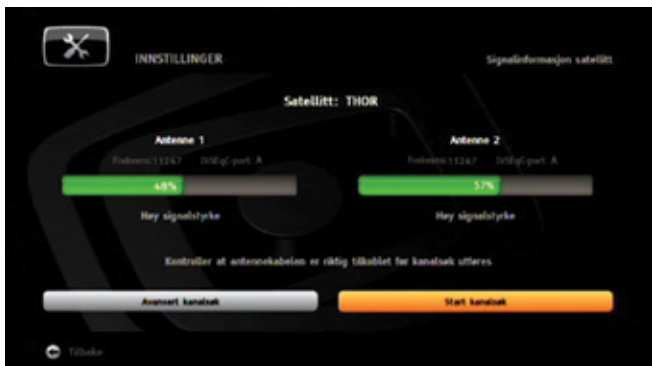 INNSTILLINGER
Signalinformasjon satellitt
Satellitt: THOR
Antenne 1
Antenne 2
Frekvens:11247 DiSEqC-port: A
Frekvens:11247 DiSEqC-port: A
48%
57%
Høy signalstyrke
Høy signalstyrke
Kontroller at antennekabelen er riktig tilkoblet før kanalsøk utføres
Avansert kanalsøk
Start kanalsøk
Tilbake